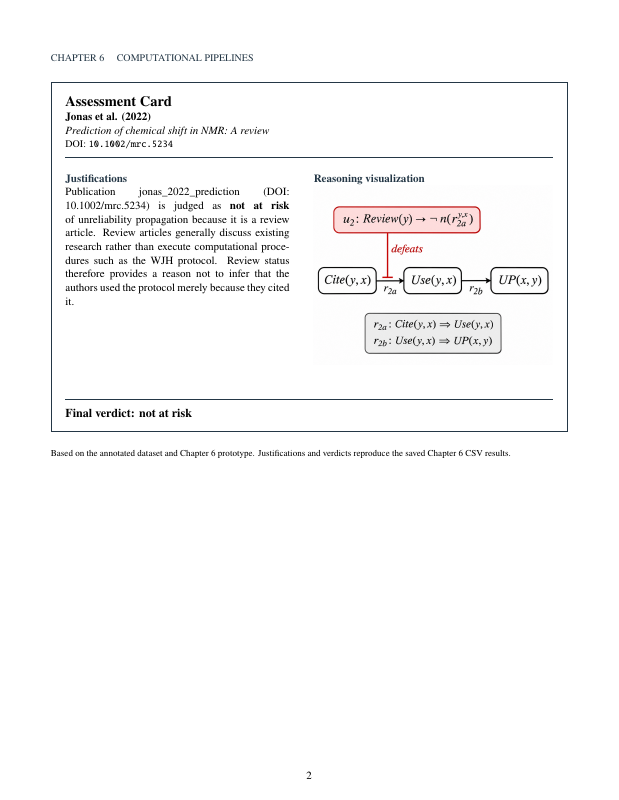 CHAPTER 6 COMPUTATIONAL PIPELINES
Assessment Card
Jonas et al. (2022)
Prediction of chemical shift in NMR: A review
DOI: 10.1002/mrc.5234
Justifications
Publication jonas_2022_prediction (DOI:
10.1002/mrc.5234) is judged as not at risk
of unreliability propagation because it is a review
article. Review articles generally discuss existing
research rather than execute computational proce-
dures such as the WJH protocol. Review status
therefore provides a reason not to infer that the
authors used the protocol merely because they cited
it.
Reasoning visualization
u₂: Review(y) → ¬ n(r₂ₐ^{y,x})
defeats
Cite(y,x) r₂ₐ Use(y,x) r_{2b} UP(x,y)
r₂ₐ: Cite(y,x) ⇒ Use(y,x)
r_{2b}: Use(y,x) ⇒ UP(x,y)
Final verdict: not at risk
Based on the annotated dataset and Chapter 6 prototype. Justifications and verdicts reproduce the saved Chapter 6 CSV results.
2